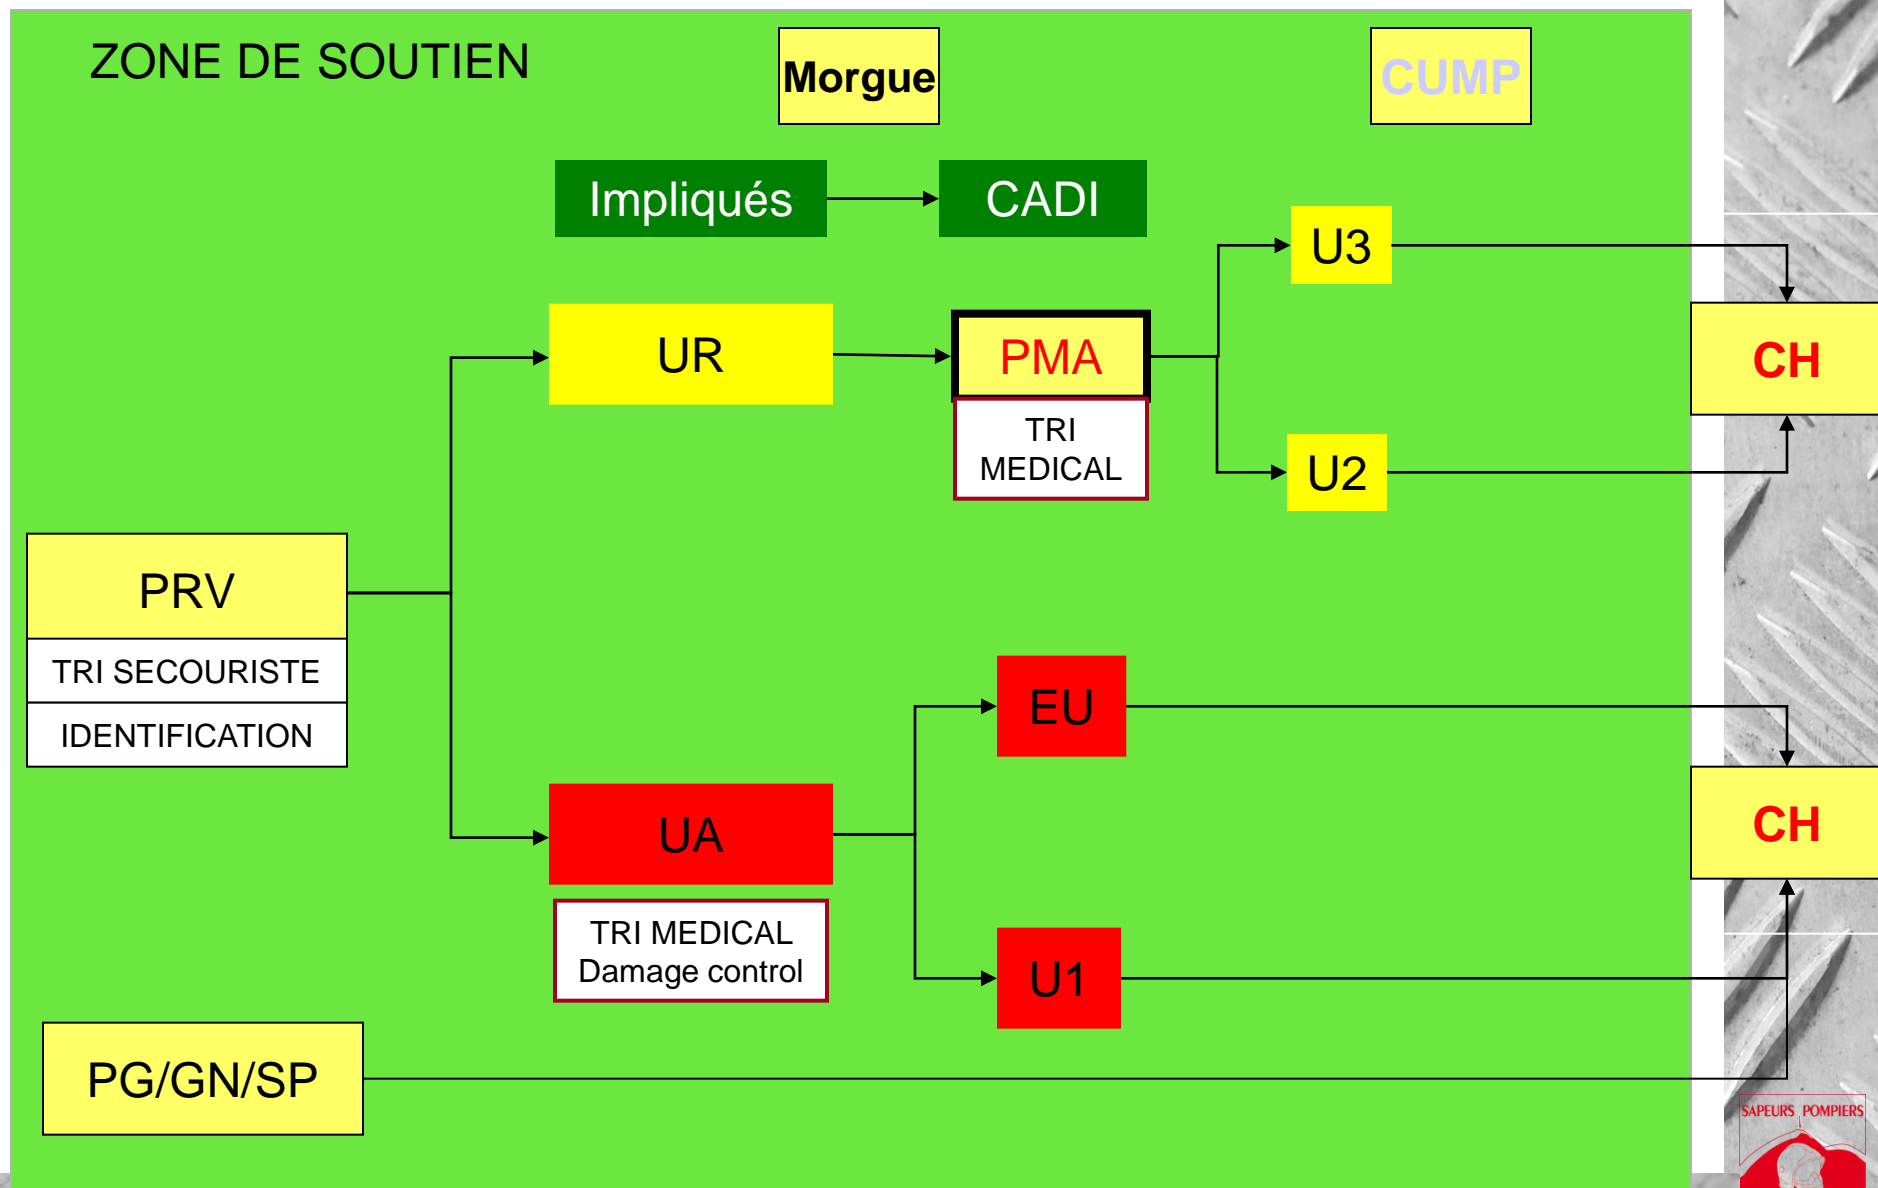 ZONE DE SOUTIEN
Morgue
CUMP
Impliqués
CADI
U3
UR
PMA
CH
TRI
MEDICAL
U2
PRV
TRI SECOURISTE
IDENTIFICATION
EU
UA
CH
TRI MEDICAL
Damage control
U1
PG/GN/SP
SAPEURS POMPIERS